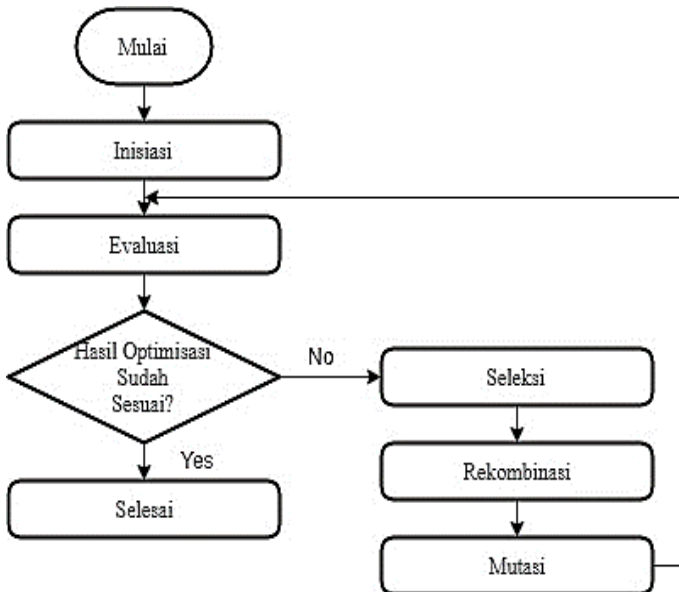 Mulai
Inisiasi
Evaluasi
Hasil Optimisasi
Sudah
Sesuai?
No
Yes
Selesai
Seleksi
Rekombinasi
Mutasi